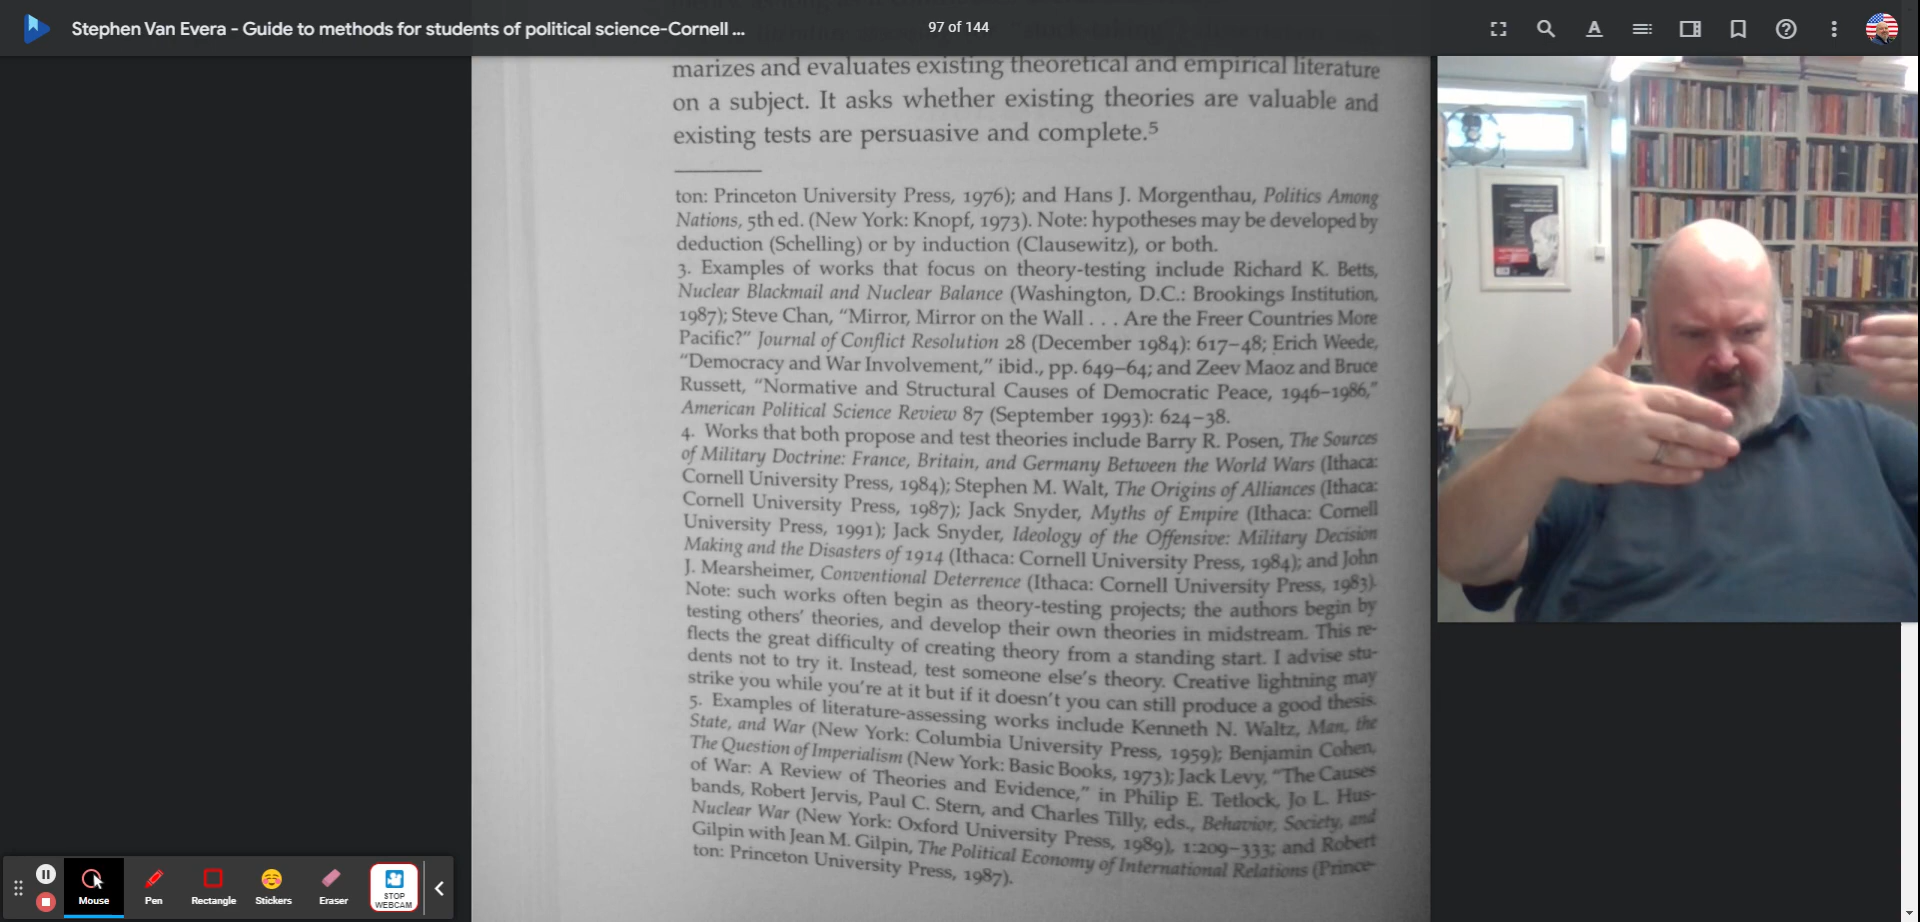 Stephen Van Evera - Guide to methods for students of political science-Cornell ...
97 of 144
marizes and evaluates existing theoretical and empirical literature
on a subject. It asks whether existing theories are valuable and
existing tests are persuasive and complete.5
ton: Princeton University Press, 1976); and Hans J. Morgenthau, Politics Among
Nations, 5th ed. (New York: Knopf, 1973). Note: hypotheses may be developed by
deduction (Schelling) or by induction (Clausewitz), or both.
3. Examples of works that focus on theory-testing include Richard K. Betts,
Nuclear Blackmail and Nuclear Balance (Washington, D.C.: Brookings Institution,
1987); Steve Chan, “Mirror, Mirror on the Wall . . . Are the Freer Countries More
Pacific?” Journal of Conflict Resolution 28 (December 1984): 617–48; Erich Weede,
“Democracy and War Involvement,” ibid., pp. 649–64; and Zeev Maoz and Bruce
Russett, “Normative and Structural Causes of Democratic Peace, 1946–1986,”
American Political Science Review 87 (September 1993): 624–38.
4. Works that both propose and test theories include Barry R. Posen, The Sources
of Military Doctrine: France, Britain, and Germany Between the World Wars (Ithaca:
Cornell University Press, 1984); Stephen M. Walt, The Origins of Alliances (Ithaca:
Cornell University Press, 1987); Jack Snyder, Myths of Empire (Ithaca: Cornell
University Press, 1991); Jack Snyder, Ideology of the Offensive: Military Decision
Making and the Disasters of 1914 (Ithaca: Cornell University Press, 1984); and John
J. Mearsheimer, Conventional Deterrence (Ithaca: Cornell University Press, 1983).
Note: such works often begin as theory-testing projects; the authors begin by
testing others’ theories, and develop their own theories in midstream. This re-
flects the great difficulty of creating theory from a standing start. I advise stu-
dents not to try it. Instead, test someone else’s theory. Creative lightning may
strike you while you’re at it but if it doesn’t you can still produce a good thesis.
5. Examples of literature-assessing works include Kenneth N. Waltz, Man, the
State, and War (New York: Columbia University Press, 1959); Benjamin Cohen,
The Question of Imperialism (New York: Basic Books, 1973); Jack Levy, “The Causes
of War: A Review of Theories and Evidence,” in Philip E. Tetlock, Jo L. Hus-
bands, Robert Jervis, Paul C. Stern, and Charles Tilly, eds., Behavior, Society, and
Nuclear War (New York: Oxford University Press, 1989), 1:209–333; and Robert
Gilpin with Jean M. Gilpin, The Political Economy of International Relations (Prince-
ton: Princeton University Press, 1987).
Mouse
Pen
Rectangle
Stickers
Eraser
STOP
WEBCAM